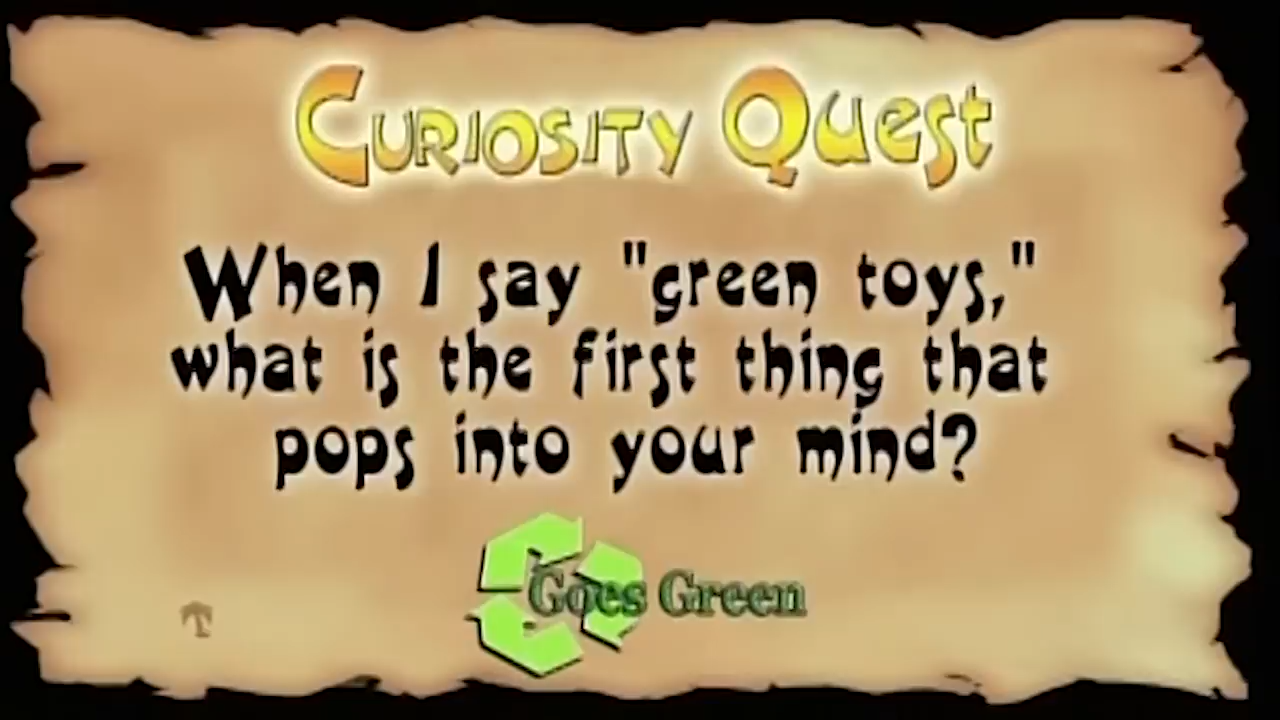 Curiosity Quest
When I say "green toys,"
what is the first thing that
pops into your mind?
Goes Green